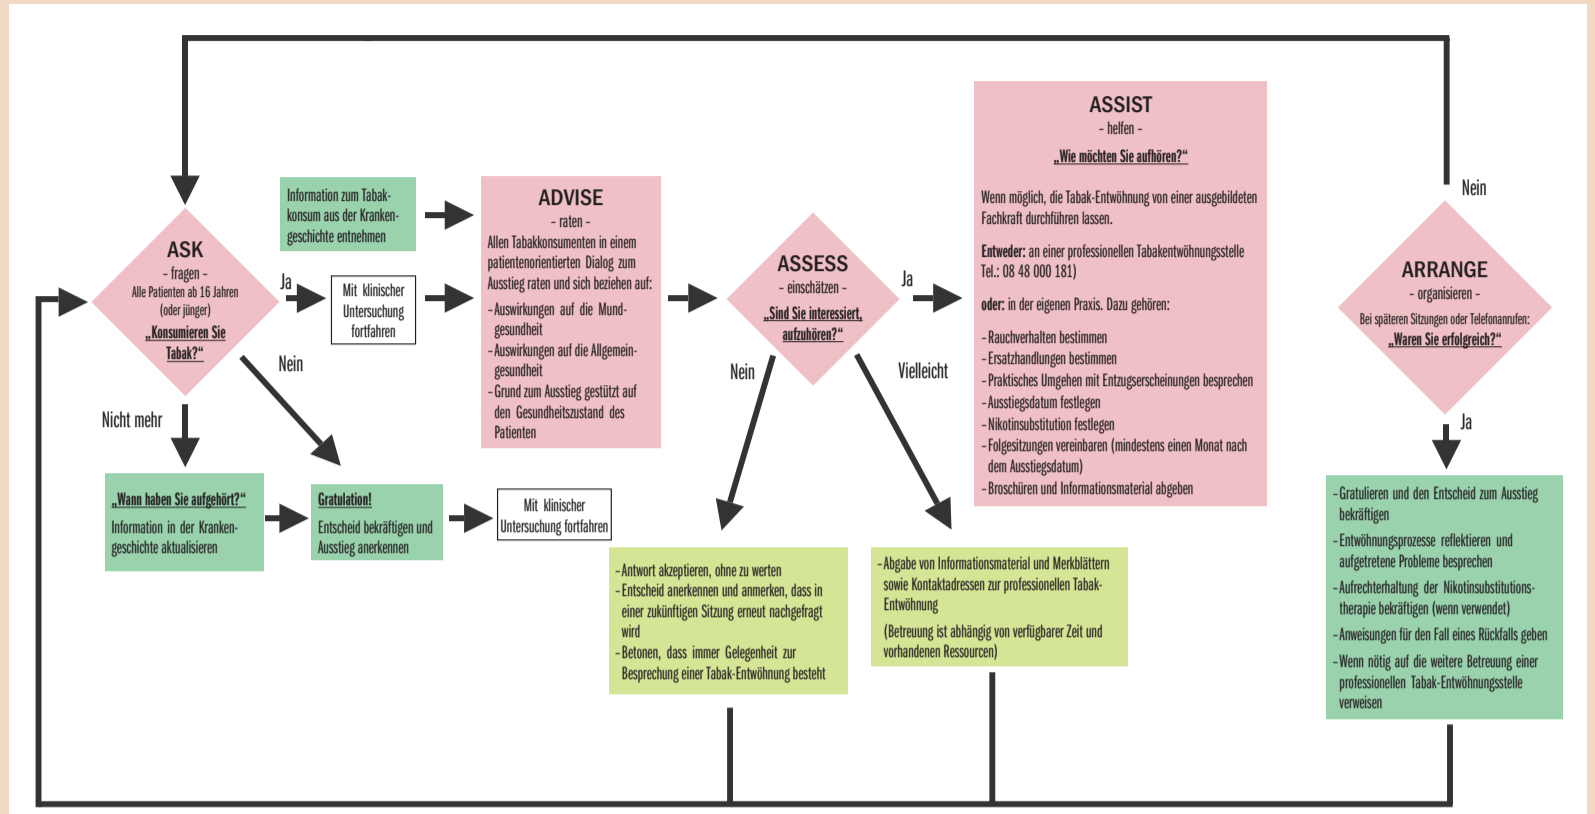 ASK
– fragen –
Alle Patienten ab 16 Jahren
(oder jünger)
„Konsumieren Sie
Tabak?“
Ja
Nein
Nicht mehr
Information zum Tabak-
konsum aus der Kranken-
geschichte entnehmen
Mit klinischer
Untersuchung
fortfahren
„Wann haben Sie aufgehört?“
Information in der Kranken-
geschichte aktualisieren
Gratulation!
Entscheid bekräftigen und
Ausstieg anerkennen
Mit klinischer
Untersuchung fortfahren
ADVISE
– raten –
Allen Tabakkonsumenten in einem
patientenorientierten Dialog zum
Ausstieg raten und sich beziehen auf:
– Auswirkungen auf die Mund-
gesundheit
– Auswirkungen auf die Allgemein-
gesundheit
– Grund zum Ausstieg gestützt auf
den Gesundheitszustand des
Patienten
ASSESS
– einschätzen –
„Sind Sie interessiert,
aufzuhören?“
Ja
Nein
Vielleicht
– Antwort akzeptieren, ohne zu werten
– Entscheid anerkennen und anmerken, dass in
einer zukünftigen Sitzung erneut nachgefragt
wird
– Betonen, dass immer Gelegenheit zur
Besprechung einer Tabak-Entwöhnung besteht
– Abgabe von Informationsmaterial und Merkblättern
sowie Kontaktadressen zur professionellen Tabak-
Entwöhnung
(Betreuung ist abhängig von verfügbarer Zeit und
vorhandenen Ressourcen)
ASSIST
– helfen –
„Wie möchten Sie aufhören?“
Wenn möglich, die Tabak-Entwöhnung von einer ausgebildeten
Fachkraft durchführen lassen.
Entweder: an einer professionellen Tabakentwöhnungsstelle
Tel.: 08 48 000 181)
oder: in der eigenen Praxis. Dazu gehören:
– Rauchverhalten bestimmen
– Ersatzhandlungen bestimmen
– Praktisches Umgehen mit Entzugserscheinungen besprechen
– Ausstiegsdatum festlegen
– Nikotinsubstitution festlegen
– Folgesitzungen vereinbaren (mindestens einen Monat nach
dem Ausstiegsdatum)
– Broschüren und Informationsmaterial abgeben
Nein
ARRANGE
– organisieren –
Bei späteren Sitzungen oder Telefonanrufen:
„Waren Sie erfolgreich?“
Ja
– Gratulieren und den Entscheid zum Ausstieg
bekräftigen
– Entwöhnungsprozesse reflektieren und
aufgetretene Probleme besprechen
– Aufrechterhaltung der Nikotinsubstitutions-
therapie bekräftigen (wenn verwendet)
– Anweisungen für den Fall eines Rückfalls geben
– Wenn nötig auf die weitere Betreuung einer
professionellen Tabak-Entwöhnungsstelle
verweisen